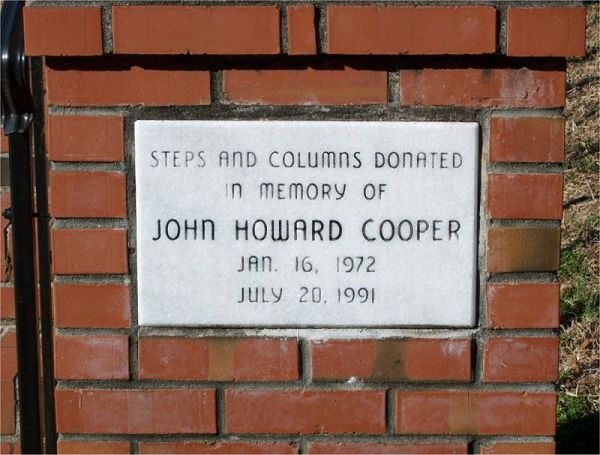 STEPS AND COLUMNS DONATED
IN MEMORY OF
JOHN HOWARD COOPER
JAN. 16, 1972
JULY 20, 1991